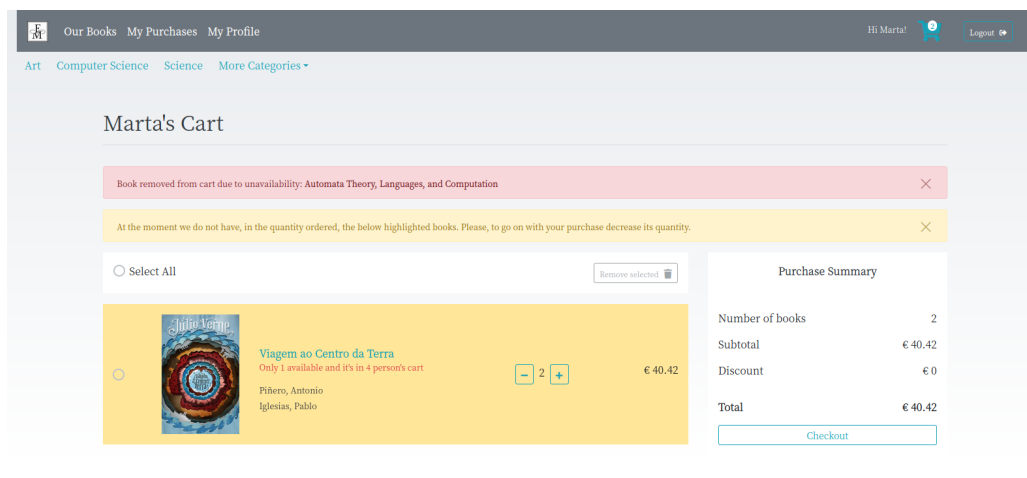 FM
Our Books My Purchases My Profile
Hi Marta!
2
Logout
Art Computer Science Science More Categories
Marta's Cart
Book removed from cart due to unavailability: Automata Theory, Languages, and Computation
At the moment we do not have, in the quantity ordered, the below highlighted books. Please, to go on with your purchase decrease its quantity.
Select All
Remove selected
Júlio Verne
Viagem ao Centro da Terra
Only 1 available and it's in 4 person's cart
Piñero, Antonio
Iglesias, Pablo
− 2 +
€ 40.42
Purchase Summary
Number of books 2
Subtotal € 40.42
Discount € 0
Total € 40.42
Checkout